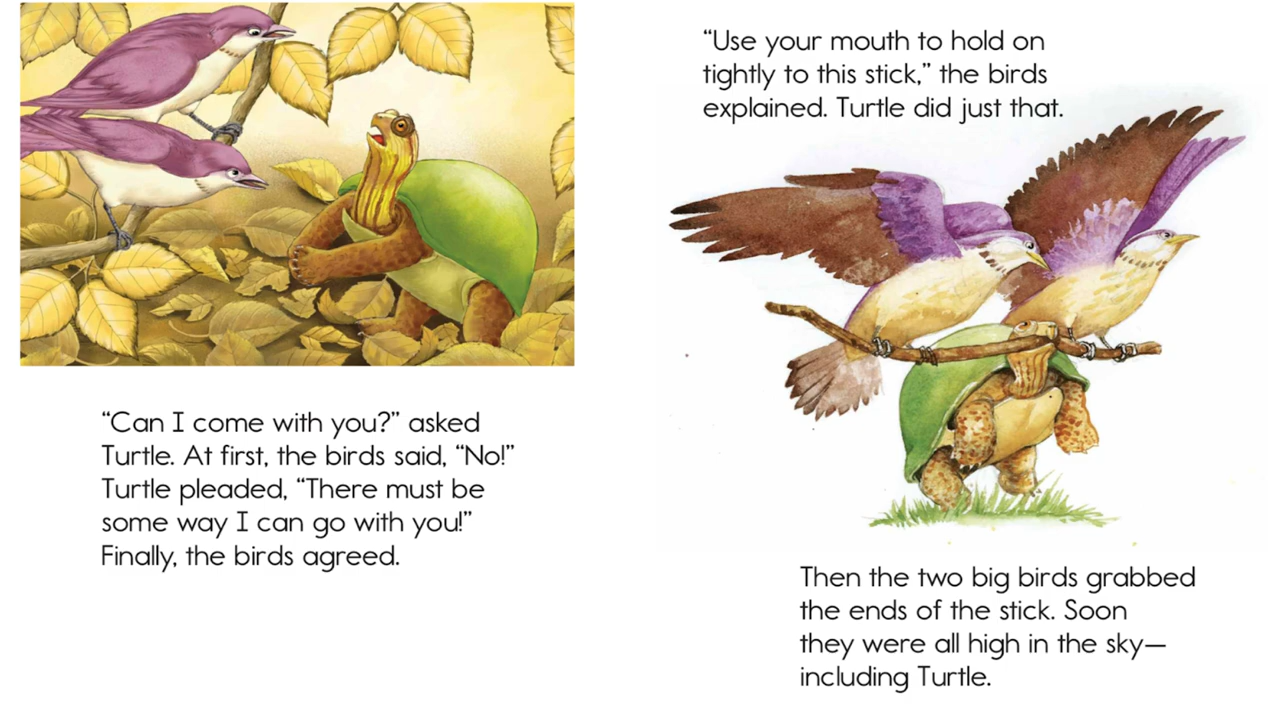 “Can I come with you?” asked
Turtle. At first, the birds said, “No!”
Turtle pleaded, “There must be
some way I can go with you!”
Finally, the birds agreed.
“Use your mouth to hold on
tightly to this stick,” the birds
explained. Turtle did just that.
Then the two big birds grabbed
the ends of the stick. Soon
they were all high in the sky—
including Turtle.